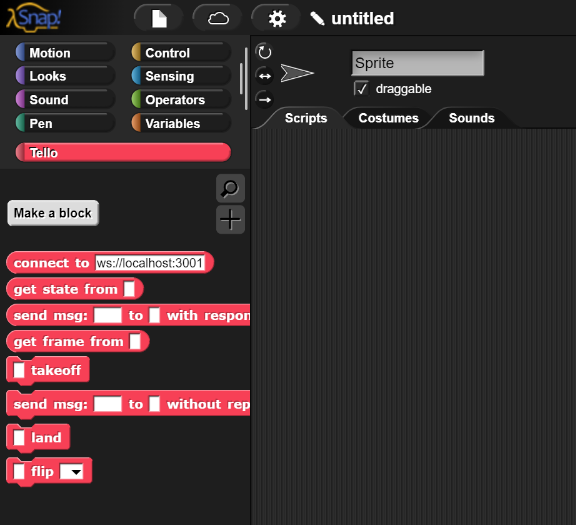 Snap!
untitled
Motion
Control
Looks
Sensing
Sound
Operators
Pen
Variables
Tello
Make a block
connect to ws://localhost:3001
get state from
send msg: to with respon
get frame from
takeoff
send msg: to without rep
land
flip
Sprite
draggable
Scripts Costumes Sounds